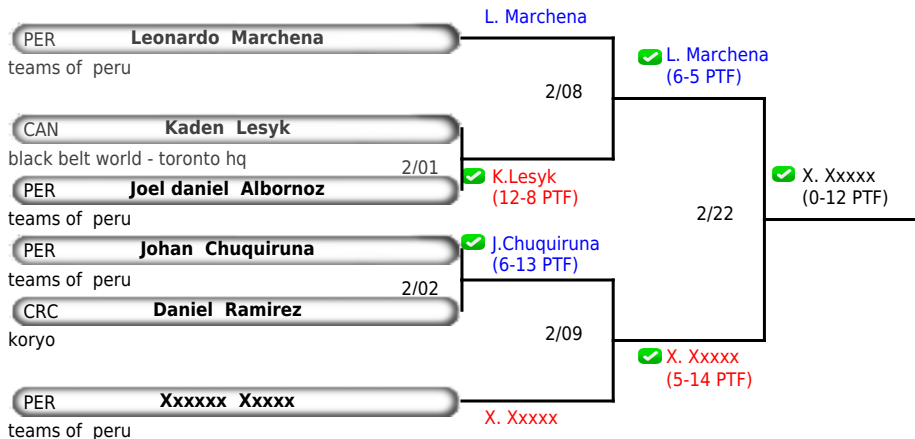 L. Marchena
PER Leonardo Marchena
teams of peru
L. Marchena
(6-5 PTF)
2/08
CAN Kaden Lesyk
black belt world - toronto hq
2/01
K.Lesyk
(12-8 PTF)
PER Joel daniel Albornoz
teams of peru
X. Xxxxx
(0-12 PTF)
2/22
PER Johan Chuquiruna
teams of peru
J.Chuquiruna
(6-13 PTF)
2/02
CRC Daniel Ramirez
koryo
2/09
X. Xxxxx
(5-14 PTF)
PER Xxxxxx Xxxxx
teams of peru
X. Xxxxx